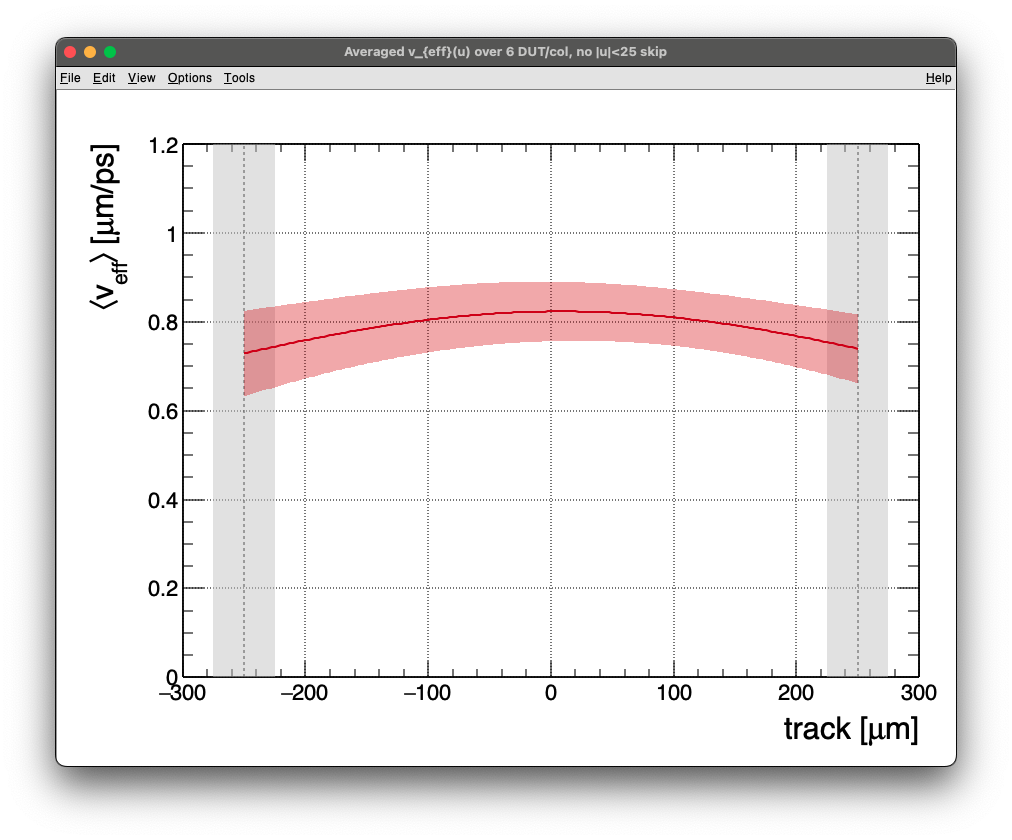 Averaged v_{eff}(u) over 6 DUT/col, no |u|<25 skip
File Edit View Options Tools Help
⟨v_eff⟩ [μm/ps]
1.2
1
0.8
0.6
0.4
0.2
0
−300 −200 −100 0 100 200 300
track [μm]